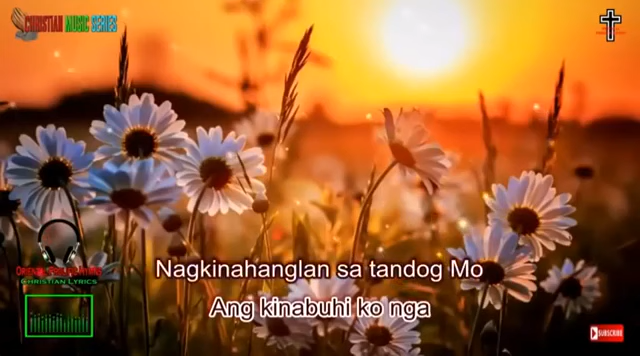 CHRISTIAN MUSIC SERIES
CHRISTIAN LYRICS
Nagkinahanglan sa tandog Mo
Ang kinabuhi ko nga
SUBSCRIBE